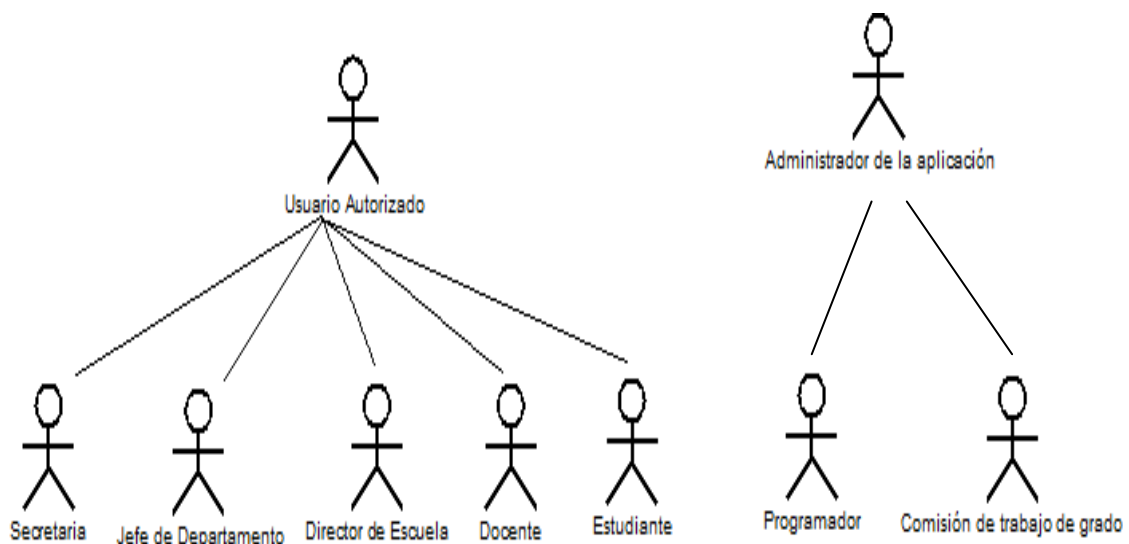 Administrador de la aplicación
Usuario Autorizado
Secretaria
Jefe de Departamento
Director de Escuela
Docente
Estudiante
Programador
Comisión de trabajo de grado